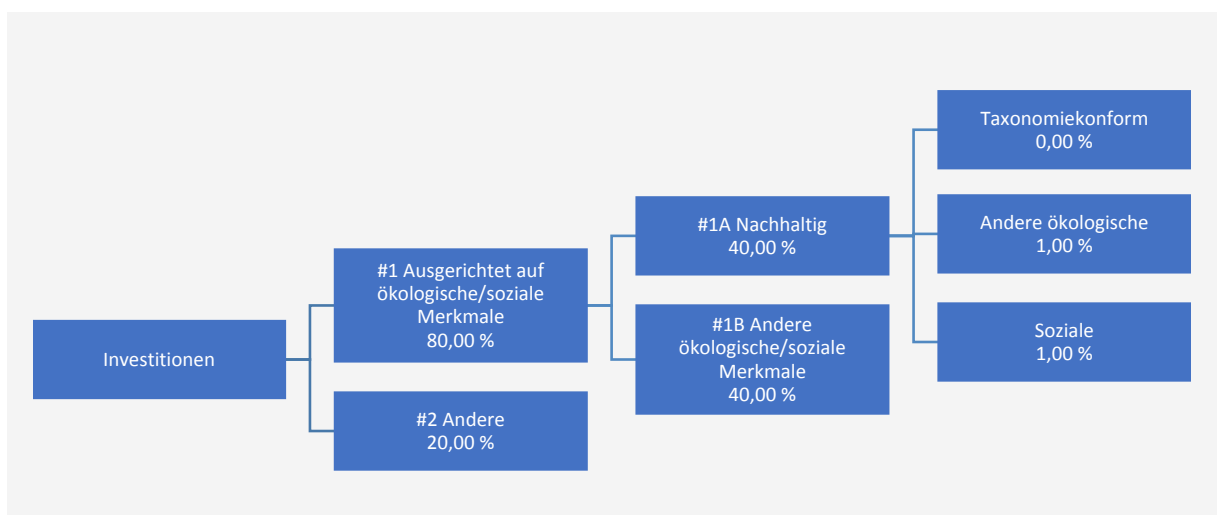 Investitionen
#1 Ausgerichtet auf
ökologische/soziale
Merkmale
80,00 %
#2 Andere
20,00 %
#1A Nachhaltig
40,00 %
#1B Andere
ökologische/soziale
Merkmale
40,00 %
Taxonomiekonform
0,00 %
Andere ökologische
1,00 %
Soziale
1,00 %